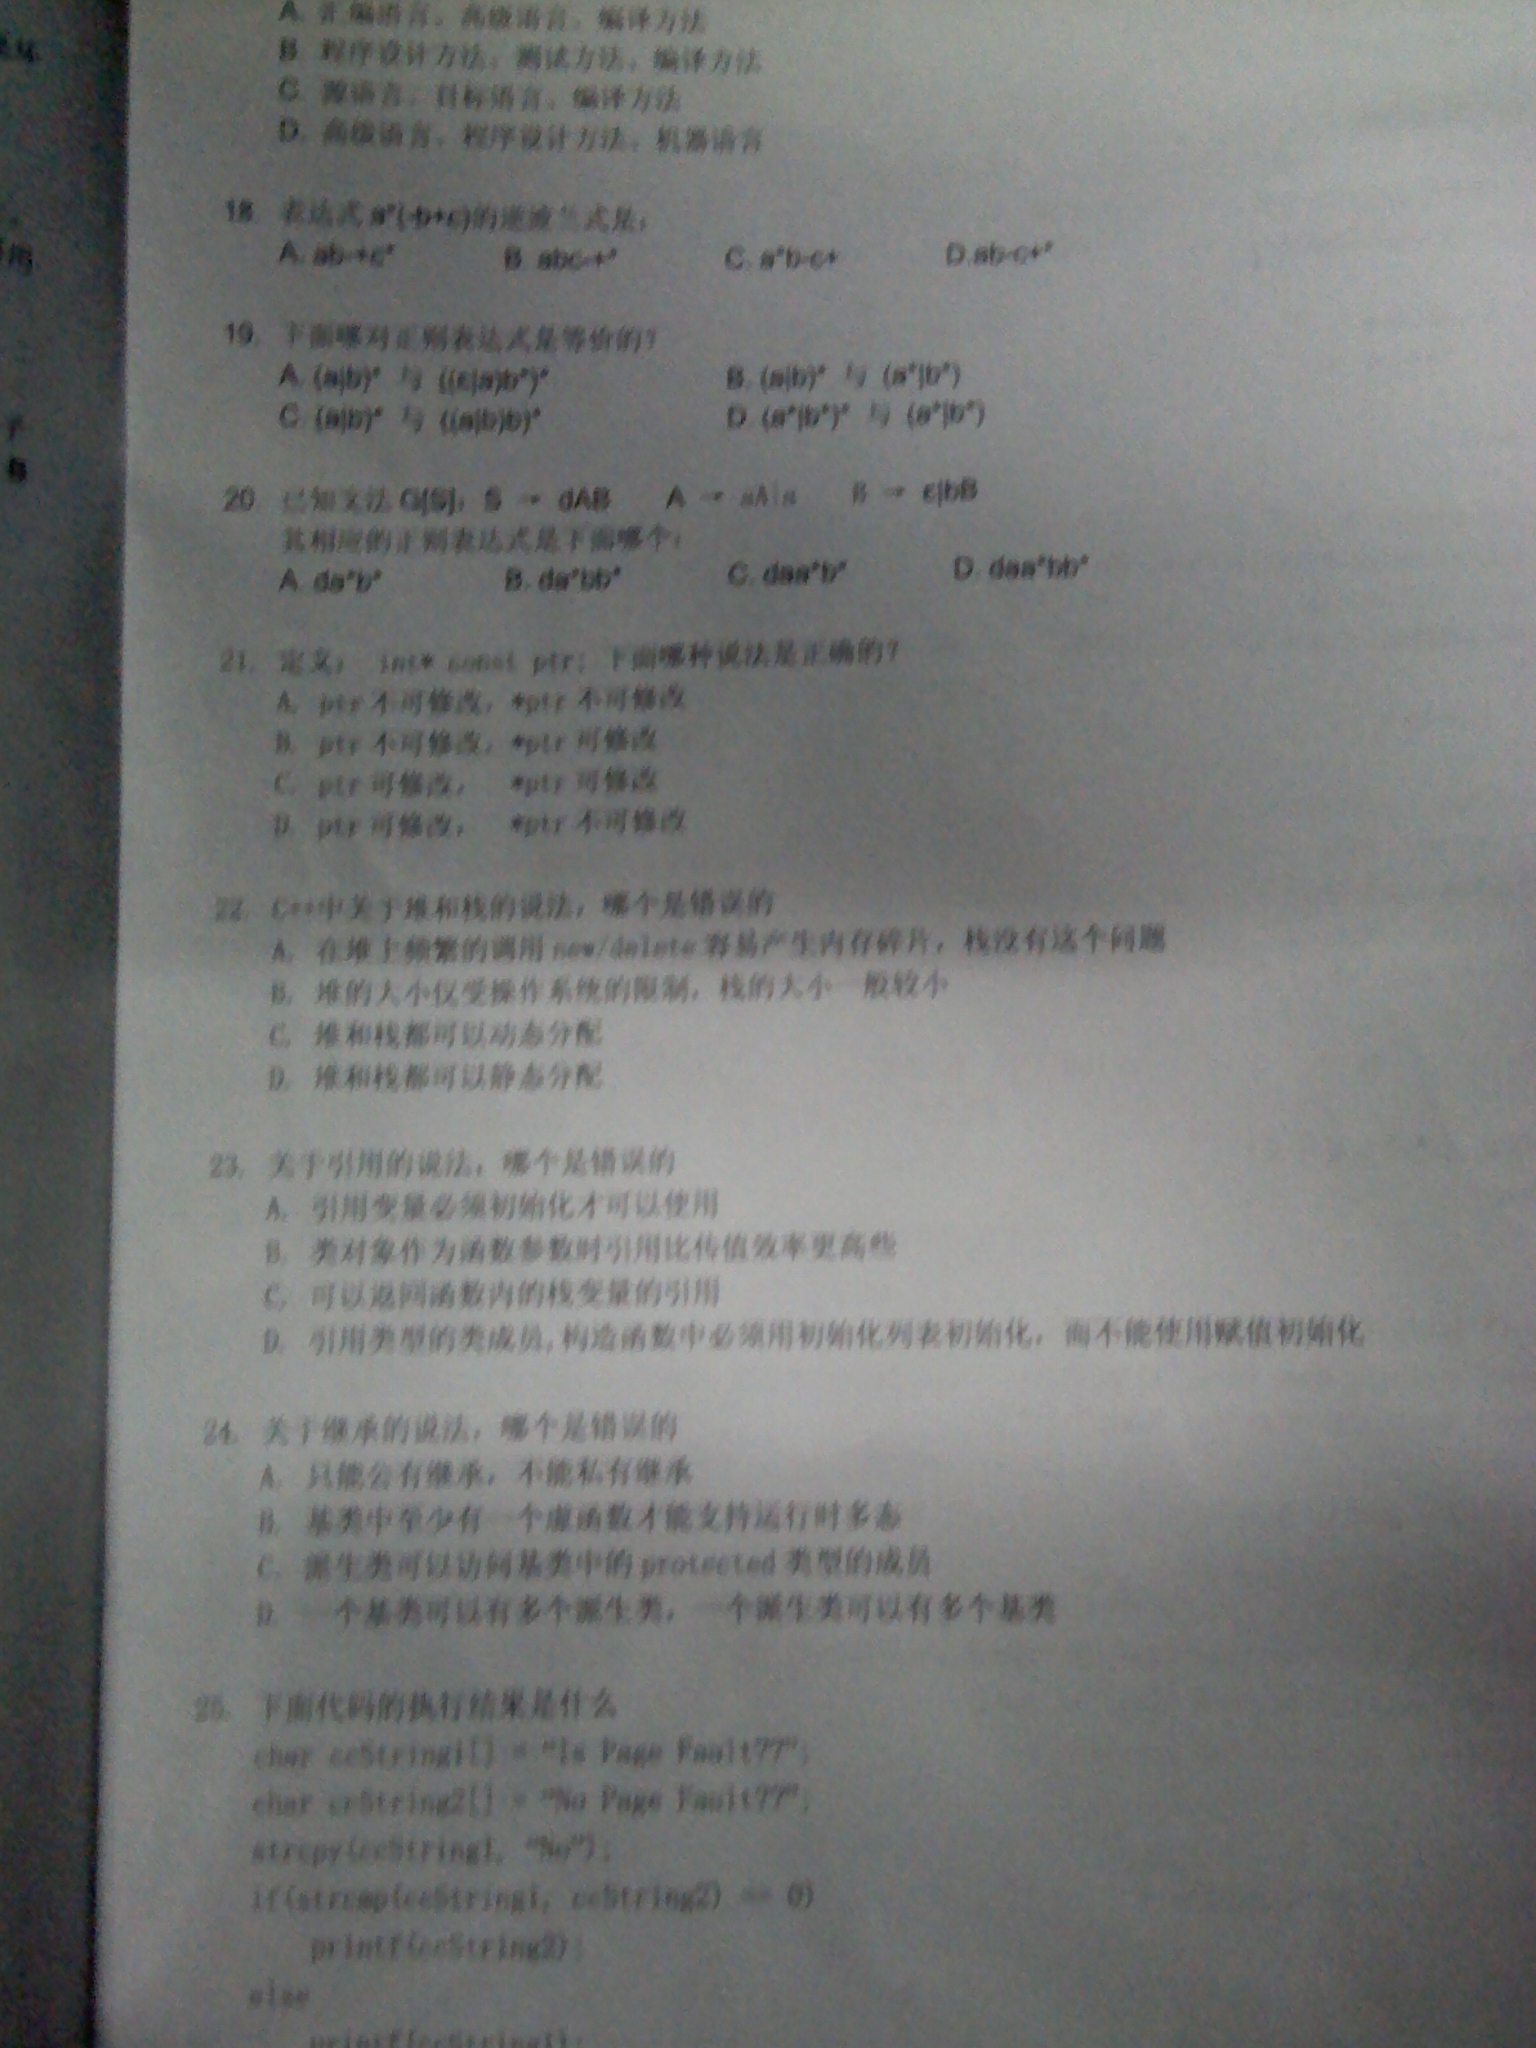 A. 汇编语言、高级语言、编译方法
B. 程序设计方法、测试方法、编译方法
C. 源语言、目标语言、编译方法
D. 高级语言、程序设计方法、机器语言
18. 表达式 a*(-b+c)的逆波兰式是:
A. ab-+c*    B. abc-+*    C. a*b-c+    D.ab-c+*
19. 下面哪对正则表达式是等价的?
A. (a|b)* 与 ((ε|a)b*)*    B. (a|b)* 与 (a*|b*)
C. (a|b)* 与 ((a|b)b)*    D. (a*|b*)* 与 (a*|b*)
20. 已知文法 G[S]: S → dAB    A → aA|a    B → ε|bB
其相应的正则表达式是下面哪个:
A. da*b*    B. da*bb*    C. daa*b*    D. daa*bb*
21. 定义: int* const ptr; 下面哪种说法是正确的?
A. ptr 不可修改, *ptr 不可修改
B. ptr 不可修改, *ptr 可修改
C. ptr 可修改, *ptr 可修改
D. ptr 可修改, *ptr 不可修改
22. C++中关于堆和栈的说法,哪个是错误的
A. 在堆上频繁的调用 new/delete 容易产生内存碎片,栈没有这个问题
B. 堆的大小仅受操作系统的限制,栈的大小一般较小
C. 堆和栈都可以动态分配
D. 堆和栈都可以静态分配
23. 关于引用的说法,哪个是错误的
A. 引用变量必须初始化才可以使用
B. 类对象作为函数参数时引用比传值效率更高些
C. 可以返回函数内的栈变量的引用
D. 引用类型的类成员,构造函数中必须用初始化列表初始化,而不能使用赋值初始化
24. 关于继承的说法,哪个是错误的
A. 只能公有继承,不能私有继承
B. 基类中至少有一个虚函数才能支持运行时多态
C. 派生类可以访问基类中的 protected 类型的成员
D. 一个基类可以有多个派生类,一个派生类可以有多个基类
25. 下面代码的执行结果是什么
char ccString1[] = "Is Page Fault??";
char ccString2[] = "No Page Fault??";
strcpy(ccString1, "No");
if(strcmp(ccString1, ccString2) == 0)
printf(ccString2);
else
printf(ccString1);